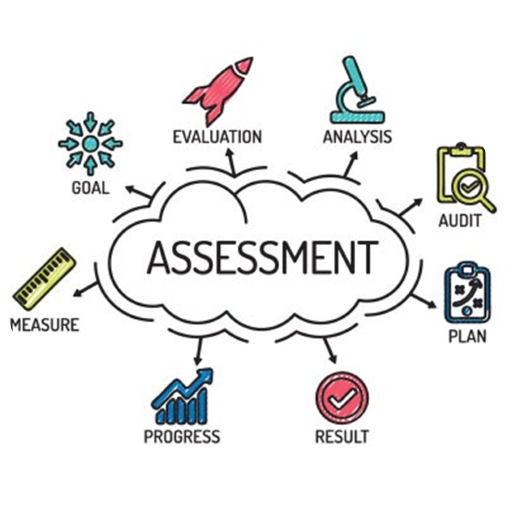 EVALUATION
ANALYSIS
GOAL
AUDIT
ASSESSMENT
MEASURE
PLAN
PROGRESS
RESULT